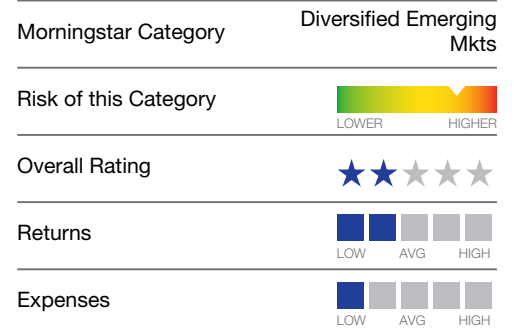 Morningstar Category
Diversified Emerging
Mkts
Risk of this Category
LOWER HIGHER
Overall Rating
Returns
LOW AVG HIGH
Expenses
LOW AVG HIGH